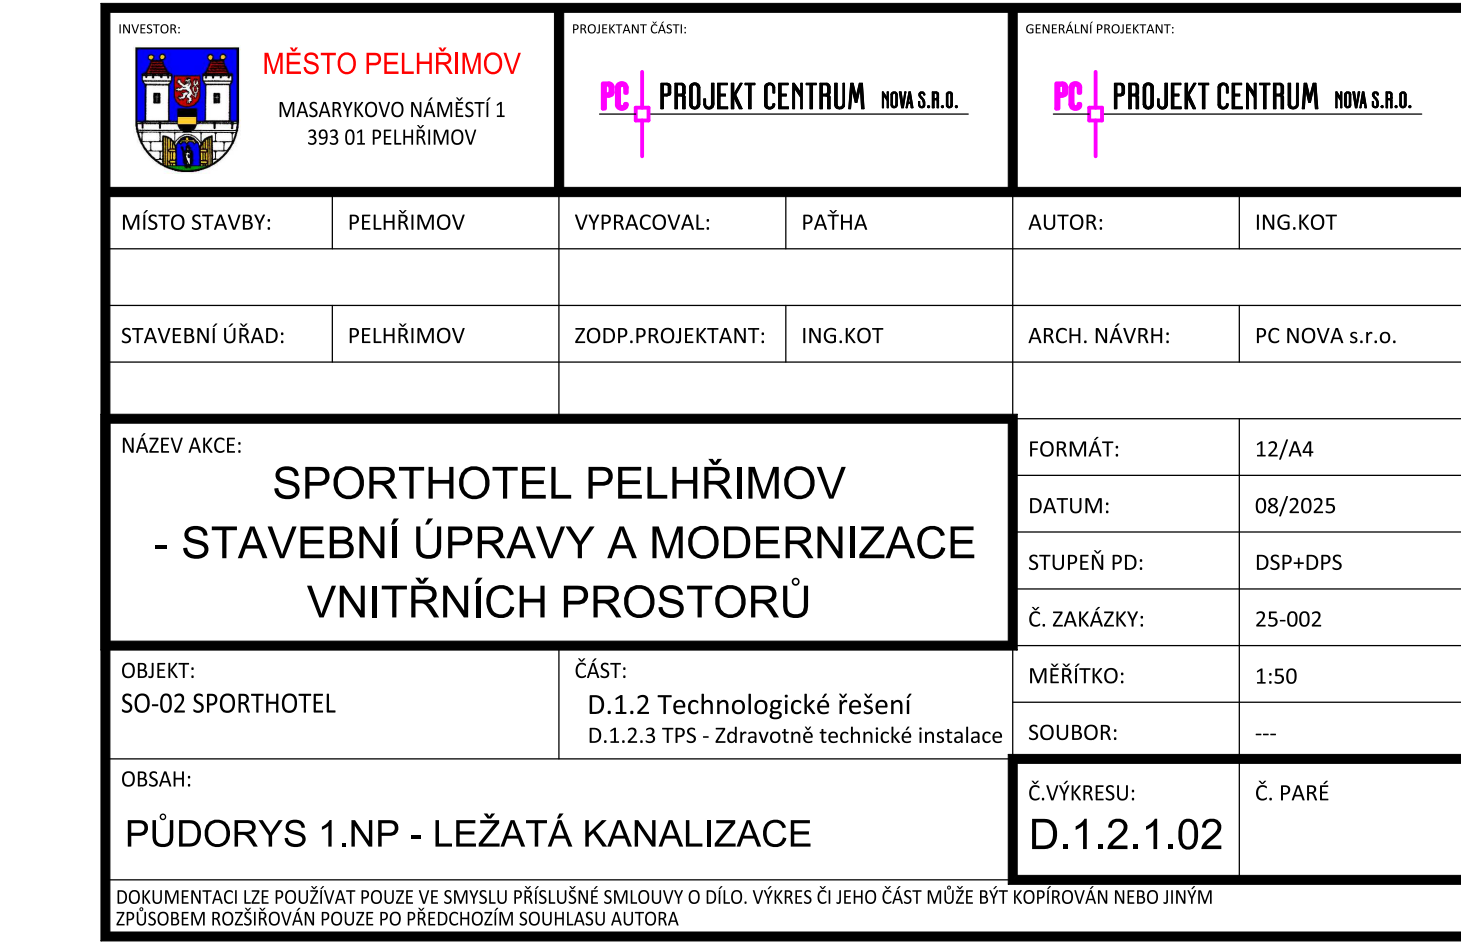 INVESTOR:
MĚSTO PELHŘIMOV
MASARYKOVO NÁMĚSTÍ 1
393 01 PELHŘIMOV
PROJEKTANT ČÁSTI:
PC PROJEKT CENTRUM NOVA S.R.O.
GENERÁLNÍ PROJEKTANT:
PC PROJEKT CENTRUM NOVA S.R.O.
MÍSTO STAVBY: PELHŘIMOV VYPRACOVAL: PAŤHA AUTOR: ING.KOT
STAVEBNÍ ÚŘAD: PELHŘIMOV ZODP.PROJEKTANT: ING.KOT ARCH. NÁVRH: PC NOVA s.r.o.
NÁZEV AKCE:
SPORTHOTEL PELHŘIMOV
- STAVEBNÍ ÚPRAVY A MODERNIZACE
VNITŘNÍCH PROSTORŮ
FORMÁT: 12/A4
DATUM: 08/2025
STUPEŇ PD: DSP+DPS
Č. ZAKÁZKY: 25-002
MĚŘÍTKO: 1:50
SOUBOR: ---
OBJEKT:
SO-02 SPORTHOTEL
ČÁST:
D.1.2 Technologické řešení
D.1.2.3 TPS - Zdravotně technické instalace
OBSAH:
PŮDORYS 1.NP - LEŽATÁ KANALIZACE
Č.VÝKRESU:
D.1.2.1.02
Č. PARÉ
DOKUMENTACI LZE POUŽÍVAT POUZE VE SMYSLU PŘÍSLUŠNÉ SMLOUVY O DÍLO. VÝKRES ČI JEHO ČÁST MŮŽE BÝT KOPÍROVÁN NEBO JINÝM
ZPŮSOBEM ROZŠIŘOVÁN POUZE PO PŘEDCHOZÍM SOUHLASU AUTORA